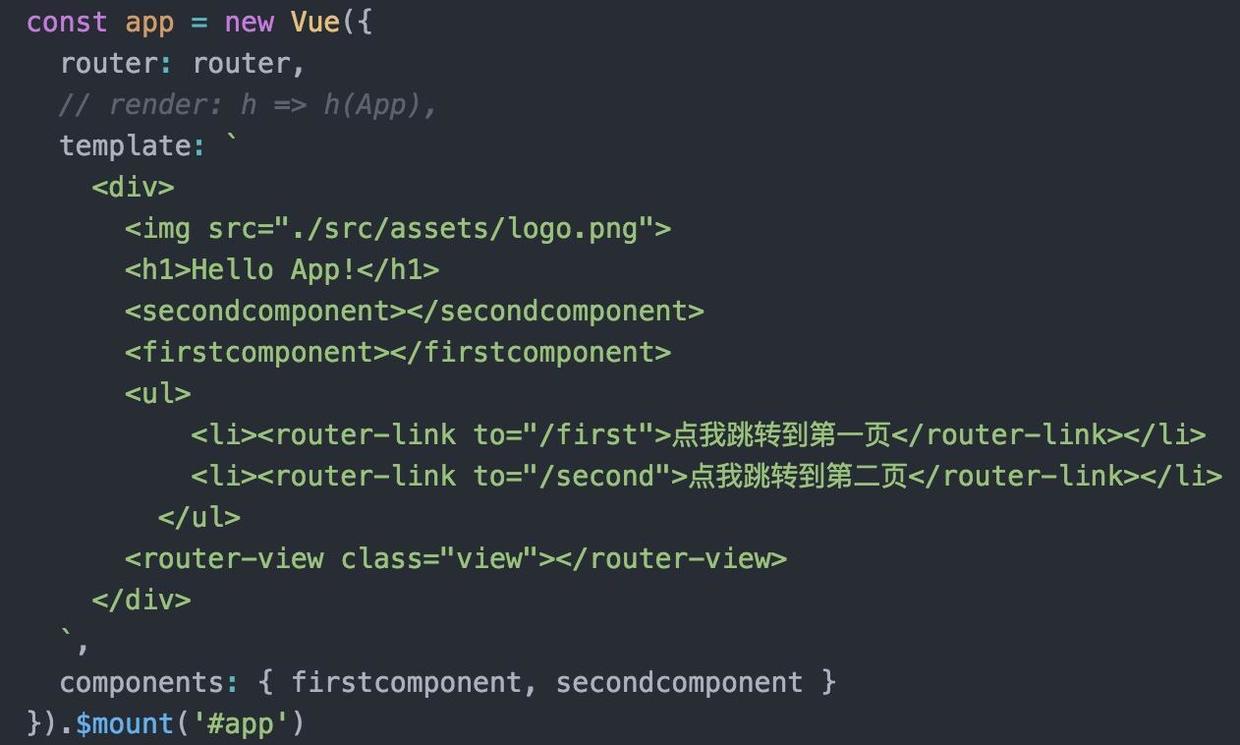 const app = new Vue({
  router: router,
  // render: h => h(App),
  template: `
    <div>
      <img src="./src/assets/logo.png">
      <h1>Hello App!</h1>
      <secondcomponent></secondcomponent>
      <firstcomponent></firstcomponent>
      <ul>
          <li><router-link to="/first">点我跳转到第一页</router-link></li>
          <li><router-link to="/second">点我跳转到第二页</router-link></li>
        </ul>
      <router-view class="view"></router-view>
    </div>
  `,
  components: { firstcomponent, secondcomponent }
}).$mount('#app')